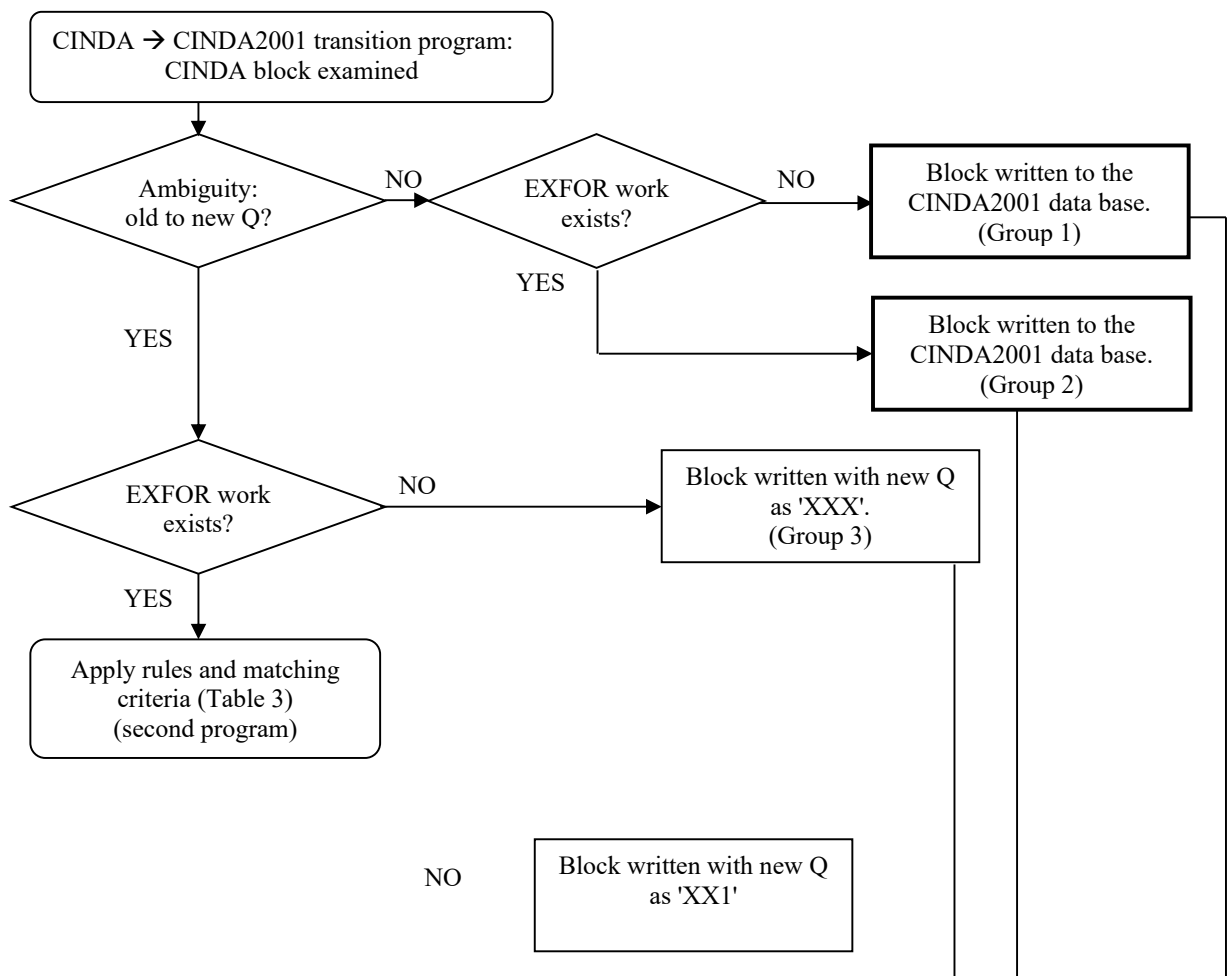 CINDA → CINDA2001 transition program:
CINDA block examined
Ambiguity:
old to new Q?
NO
EXFOR work
exists?
NO
Block written to the
CINDA2001 data base.
(Group 1)
YES
YES
Block written to the
CINDA2001 data base.
(Group 2)
EXFOR work
exists?
NO
Block written with new Q
as 'XXX'.
(Group 3)
YES
Apply rules and matching
criteria (Table 3)
(second program)
NO
Block written with new Q
as 'XX1'